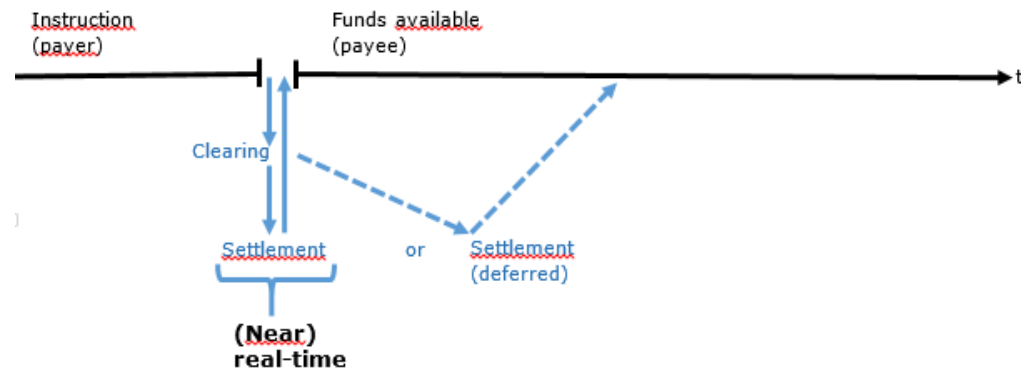 Instruction
(payer)
Funds available
(payee)
t
Clearing
Settlement
or
Settlement
(deferred)
(Near)
real-time